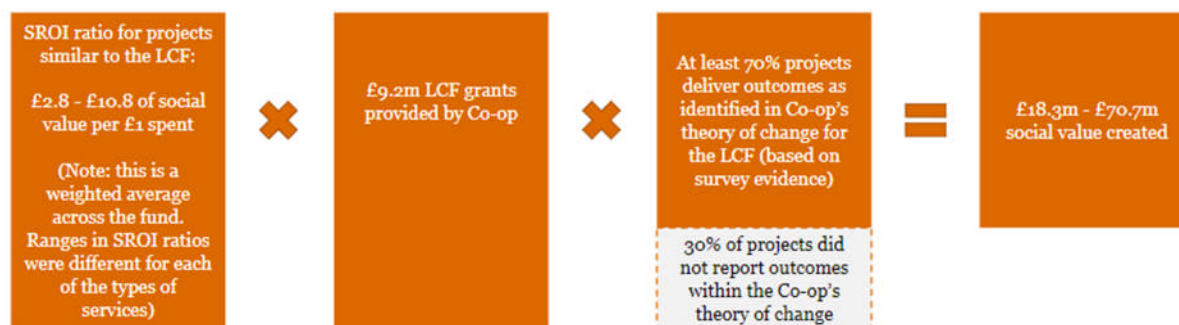 SROI ratio for projects
similar to the LCF:
£2.8 - £10.8 of social
value per £1 spent
(Note: this is a
weighted average
across the fund.
Ranges in SROI ratios
were different for each
of the types of
services)
£9.2m LCF grants
provided by Co-op
At least 70% projects
deliver outcomes as
identified in Co-op's
theory of change for
the LCF (based on
survey evidence)
30% of projects did
not report outcomes
within the Co-op's
theory of change
£18.3m - £70.7m
social value created